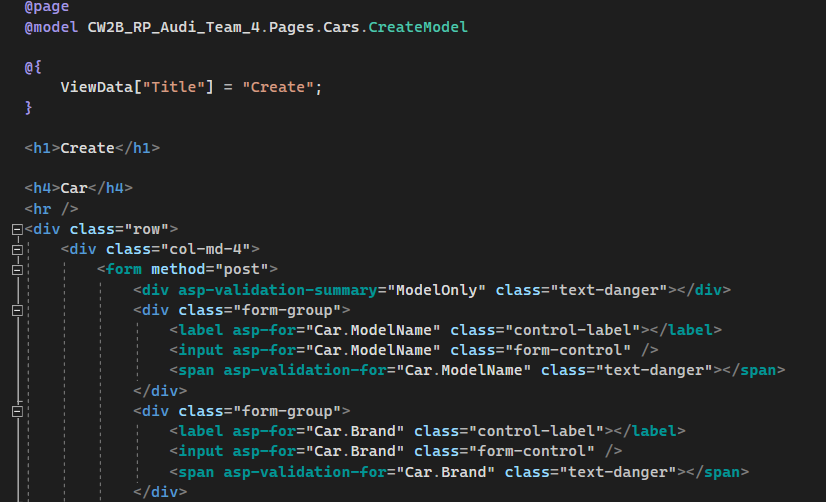 @page
@model CW2B_RP_Audi_Team_4.Pages.Cars.CreateModel
@{
ViewData["Title"] = "Create";
}
<h1>Create</h1>
<h4>Car</h4>
<hr />
<div class="row">
<div class="col-md-4">
<form method="post">
<div asp-validation-summary="ModelOnly" class="text-danger"></div>
<div class="form-group">
<label asp-for="Car.ModelName" class="control-label"></label>
<input asp-for="Car.ModelName" class="form-control" />
<span asp-validation-for="Car.ModelName" class="text-danger"></span>
</div>
<div class="form-group">
<label asp-for="Car.Brand" class="control-label"></label>
<input asp-for="Car.Brand" class="form-control" />
<span asp-validation-for="Car.Brand" class="text-danger"></span>
</div>